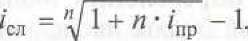 i_сл = ⁿ√(1 + n · i_пр) − 1.